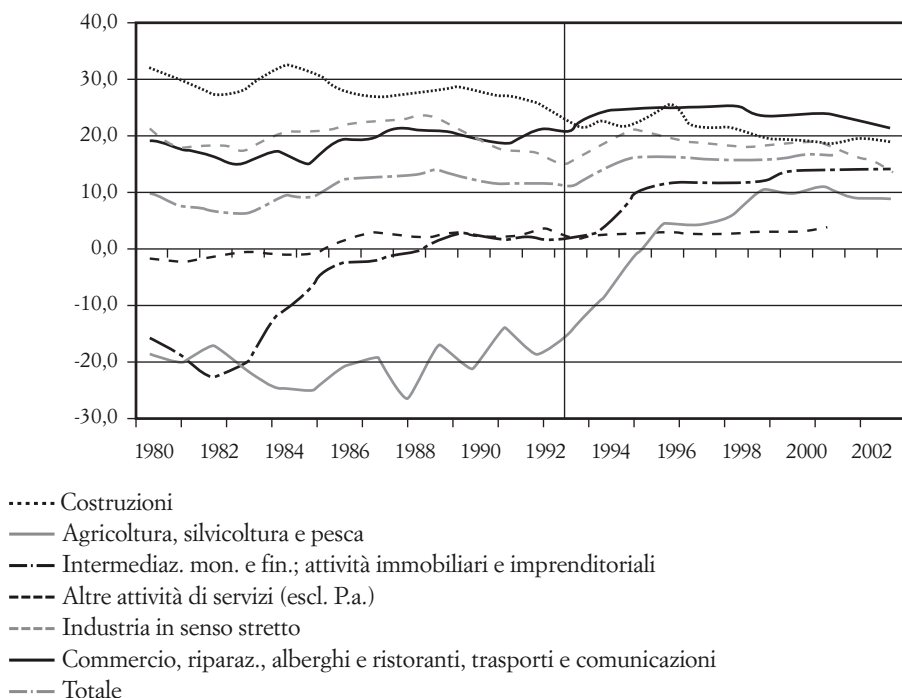 40,0
30,0
20,0
10,0
0,0
-10,0
-20,0
-30,0
1980 1982 1984 1986 1988 1990 1992 1994 1996 1998 2000 2002
Costruzioni
Agricoltura, silvicoltura e pesca
Intermediaz. mon. e fin.; attività immobiliari e imprenditoriali
Altre attività di servizi (escl. P.a.)
Industria in senso stretto
Commercio, riparaz., alberghi e ristoranti, trasporti e comunicazioni
Totale